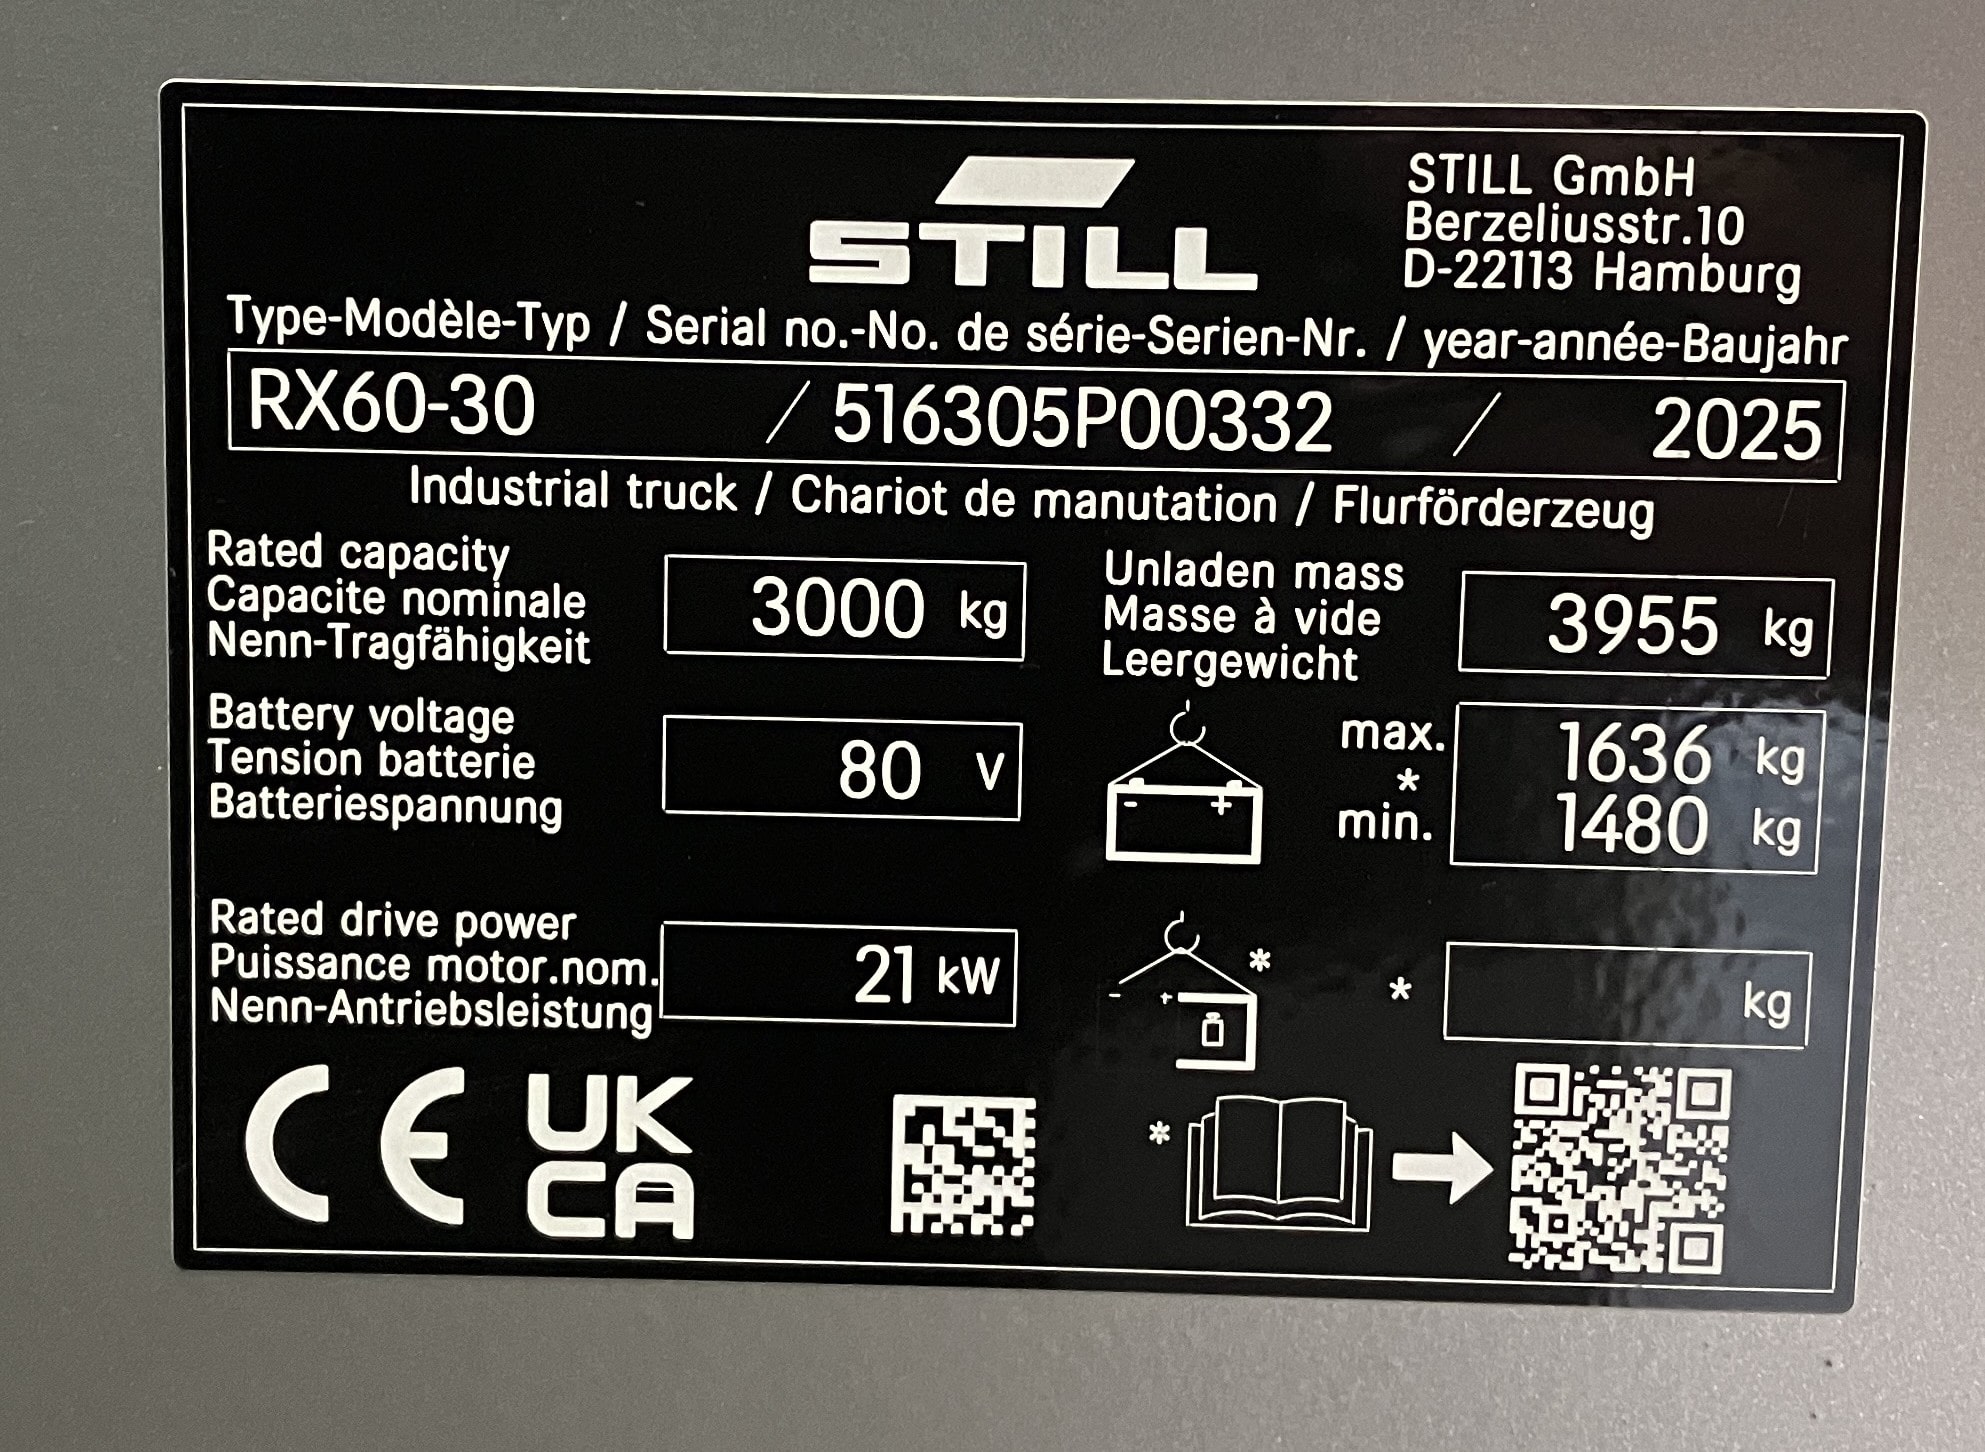 STILL
STILL GmbH
Berzeliusstr.10
D-22113 Hamburg
Type-Modèle-Typ / Serial no.-No. de série-Serien-Nr. / year-année-Baujahr
RX60-30 / 516305P00332 / 2025
Industrial truck / Chariot de manutation / Flurförderzeug
Rated capacity
Capacite nominale
Nenn-Tragfähigkeit
3000 kg
Unladen mass
Masse à vide
Leergewicht
3955 kg
Battery voltage
Tension batterie
Batteriespannung
80 V
- +
max. 1636 kg
*
min. 1480 kg
Rated drive power
Puissance motor.nom.
Nenn-Antriebsleistung
21 kW
- + *
* kg
CE UK
CA
*